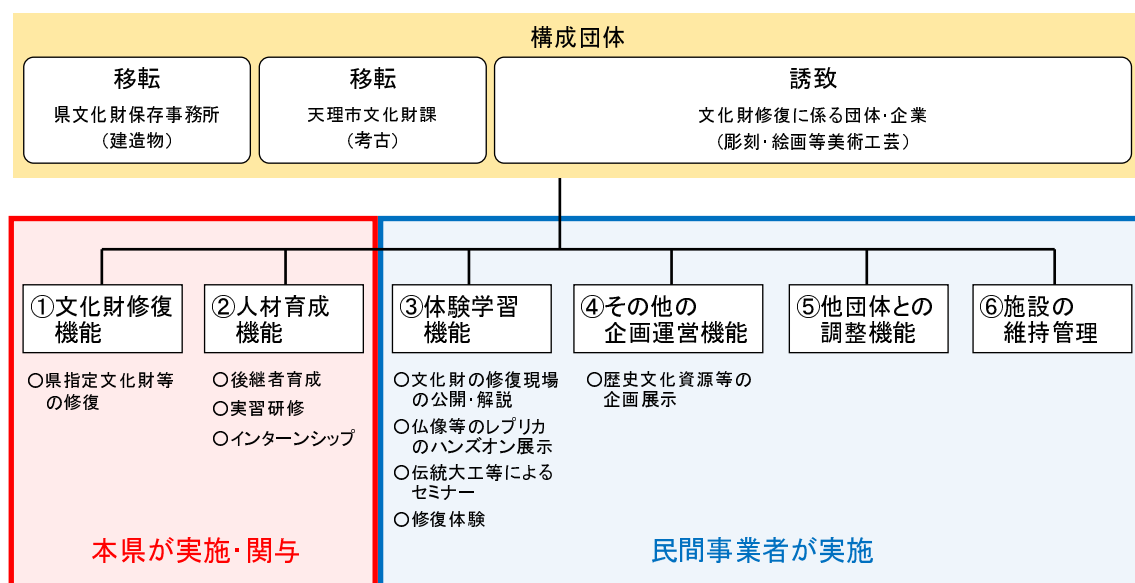 構成団体
移転
県文化財保存事務所
(建造物)
移転
天理市文化財課
(考古)
誘致
文化財修復に係る団体・企業
(彫刻・絵画等美術工芸)
①文化財修復
機能
○県指定文化財等
の修復
②人材育成
機能
○後継者育成
○実習研修
○インターンシップ
本県が実施・関与
③体験学習
機能
○文化財の修復現場
の公開・解説
○仏像等のレプリカ
のハンズオン展示
○伝統大工等による
セミナー
○修復体験
④その他の
企画運営機能
○歴史文化資源等の
企画展示
⑤他団体との
調整機能
⑥施設の
維持管理
民間事業者が実施